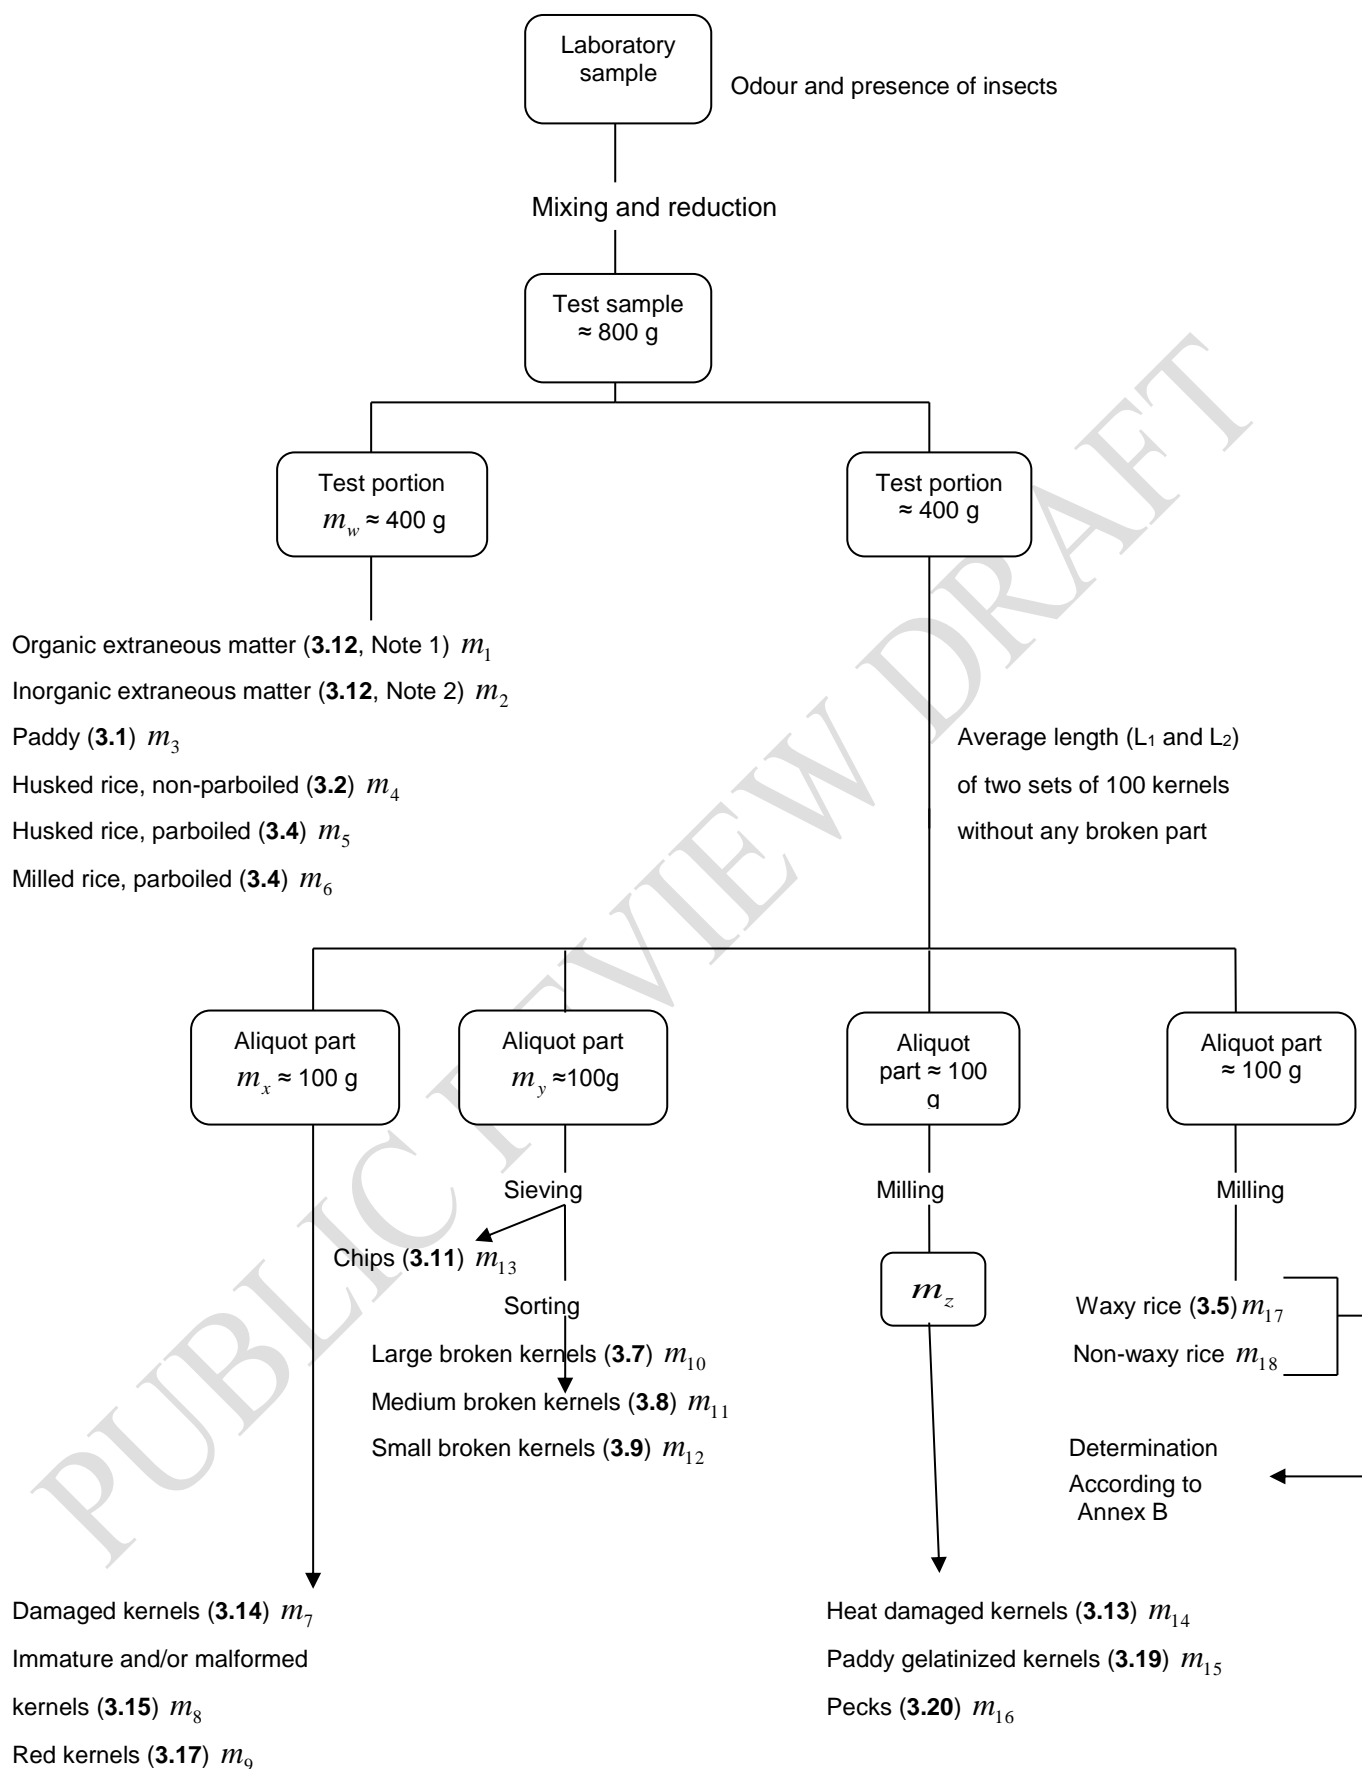 Laboratory
sample
Odour and presence of insects
Mixing and reduction
Test sample
≈ 800 g
Test portion
m_w ≈ 400 g
Test portion
≈ 400 g
Organic extraneous matter (3.12, Note 1) m_1
Inorganic extraneous matter (3.12, Note 2) m_2
Paddy (3.1) m_3
Husked rice, non-parboiled (3.2) m_4
Husked rice, parboiled (3.4) m_5
Milled rice, parboiled (3.4) m_6
Average length (L1 and L2)
of two sets of 100 kernels
without any broken part
Aliquot part
m_x ≈ 100 g
Aliquot part
m_y ≈100g
Aliquot
part ≈ 100
g
Aliquot part
≈ 100 g
Sieving
Milling
Milling
Chips (3.11) m_13
m_z
Sorting
Waxy rice (3.5) m_17
Non-waxy rice m_18
Large broken kernels (3.7) m_10
Medium broken kernels (3.8) m_11
Small broken kernels (3.9) m_12
Determination
According to
Annex B
Damaged kernels (3.14) m_7
Immature and/or malformed
kernels (3.15) m_8
Red kernels (3.17) m_9
Heat damaged kernels (3.13) m_14
Paddy gelatinized kernels (3.19) m_15
Pecks (3.20) m_16
PUBLIC REVIEW DRAFT